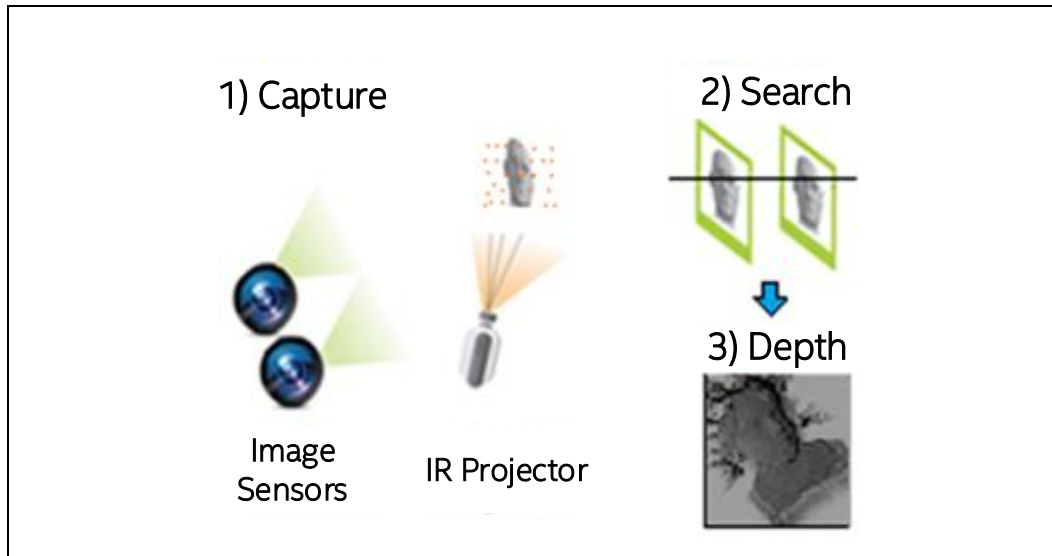 1) Capture
2) Search
3) Depth
Image
Sensors
IR Projector